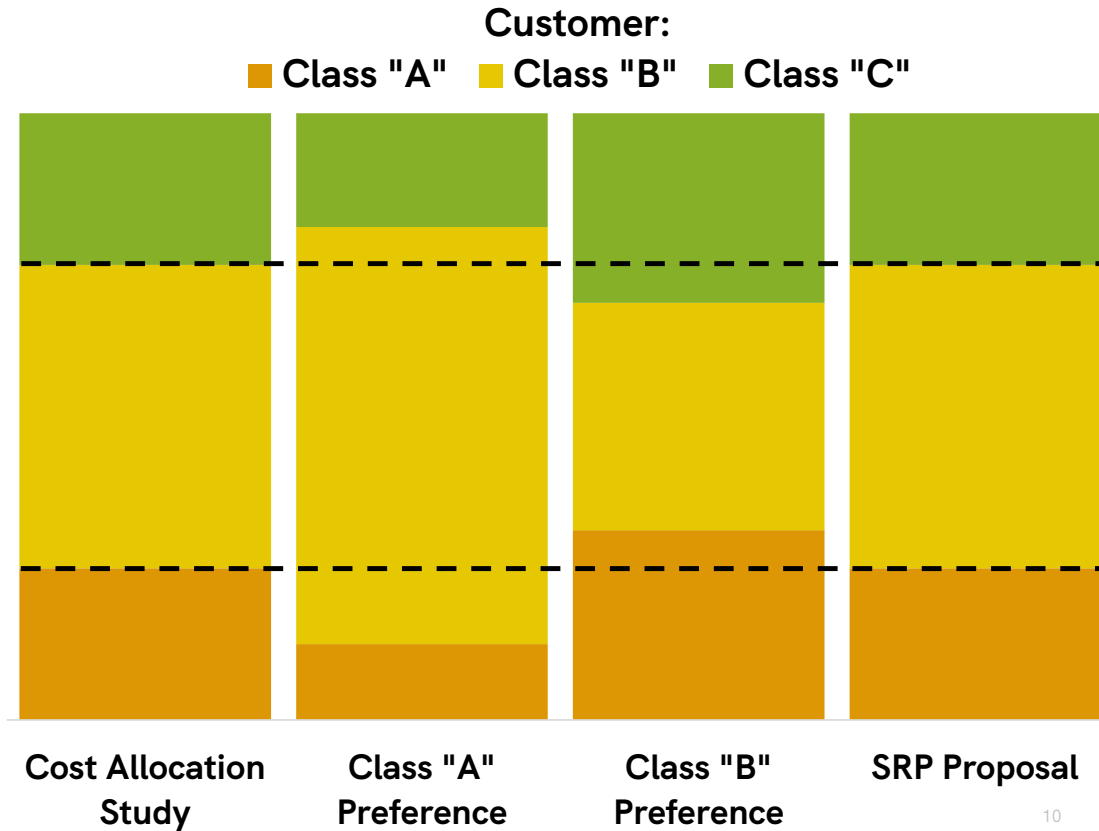 Customer:
Class "A" Class "B" Class "C"
Cost Allocation
Study
Class "A"
Preference
Class "B"
Preference
SRP Proposal
10